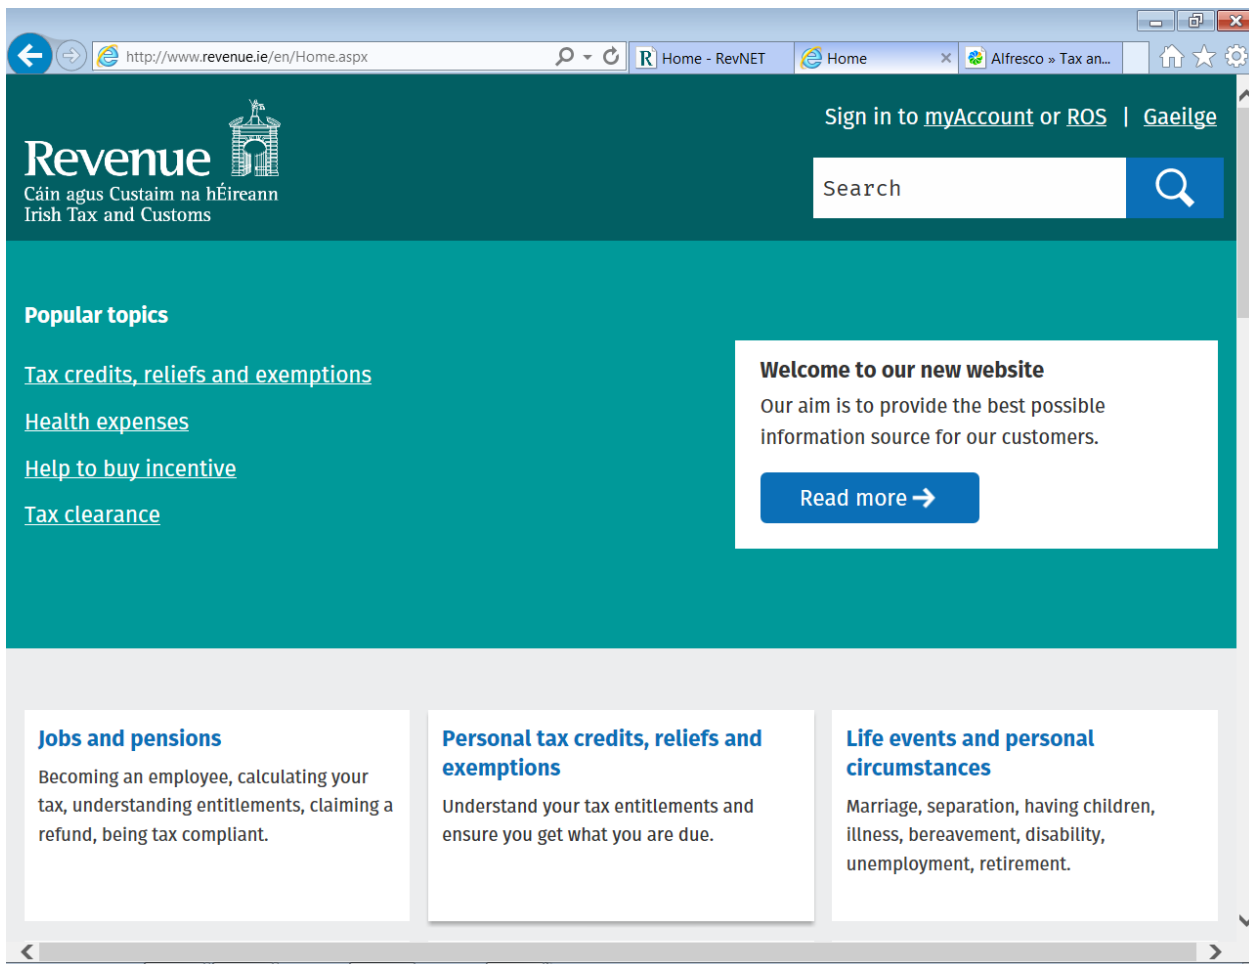 http://www.revenue.ie/en/Home.aspx
Home - RevNET
Home
Alfresco » Tax an...
Sign in to myAccount or ROS | Gaeilge
Revenue
Cáin agus Custaim na hÉireann
Irish Tax and Customs
Search
Popular topics
Tax credits, reliefs and exemptions
Health expenses
Help to buy incentive
Tax clearance
Welcome to our new website
Our aim is to provide the best possible
information source for our customers.
Read more
Jobs and pensions
Becoming an employee, calculating your
tax, understanding entitlements, claiming a
refund, being tax compliant.
Personal tax credits, reliefs and
exemptions
Understand your tax entitlements and
ensure you get what you are due.
Life events and personal
circumstances
Marriage, separation, having children,
illness, bereavement, disability,
unemployment, retirement.